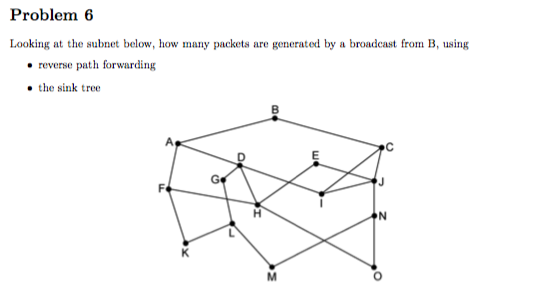 Problem 6
Looking at the subnet below, how many packets are generated by a broadcast from B, using
• reverse path forwarding
• the sink tree
B
A
C
D
E
G
J
F
I
H
N
L
K
M
O